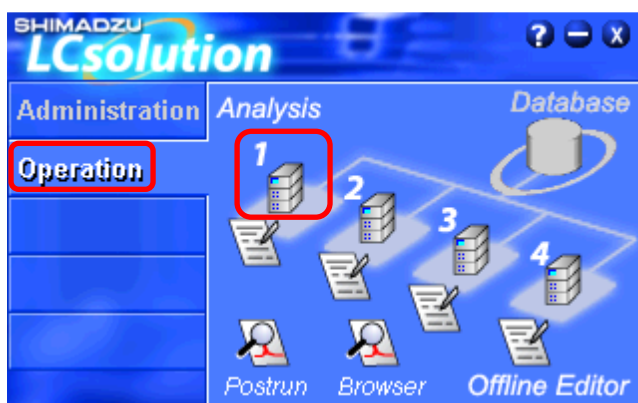 SHIMADZU
LCsolution
? – X
Administration
Operation
Analysis
Database
1
2
3
4
Postrun
Browser
Offline Editor